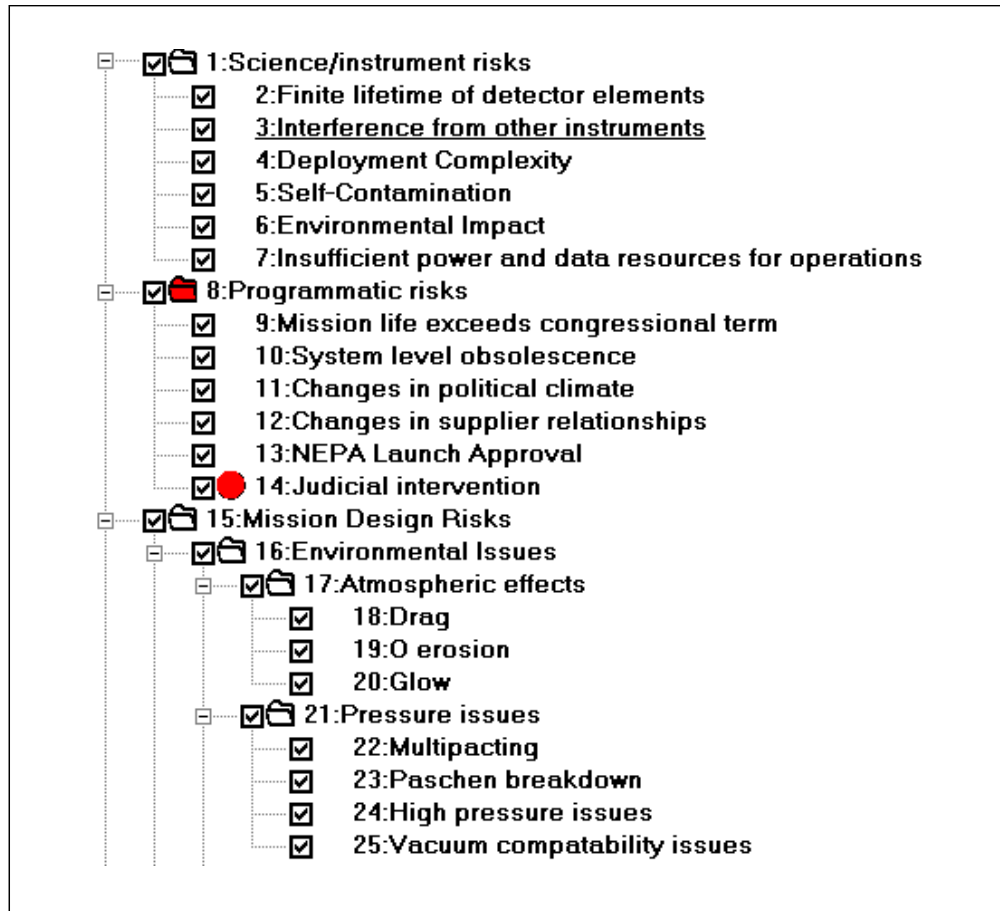 1:Science/instrument risks
2:Finite lifetime of detector elements
3:Interference from other instruments
4:Deployment Complexity
5:Self-Contamination
6:Environmental Impact
7:Insufficient power and data resources for operations
8:Programmatic risks
9:Mission life exceeds congressional term
10:System level obsolescence
11:Changes in political climate
12:Changes in supplier relationships
13:NEPA Launch Approval
14:Judicial intervention
15:Mission Design Risks
16:Environmental Issues
17:Atmospheric effects
18:Drag
19:O erosion
20:Glow
21:Pressure issues
22:Multipacting
23:Paschen breakdown
24:High pressure issues
25:Vacuum compatability issues